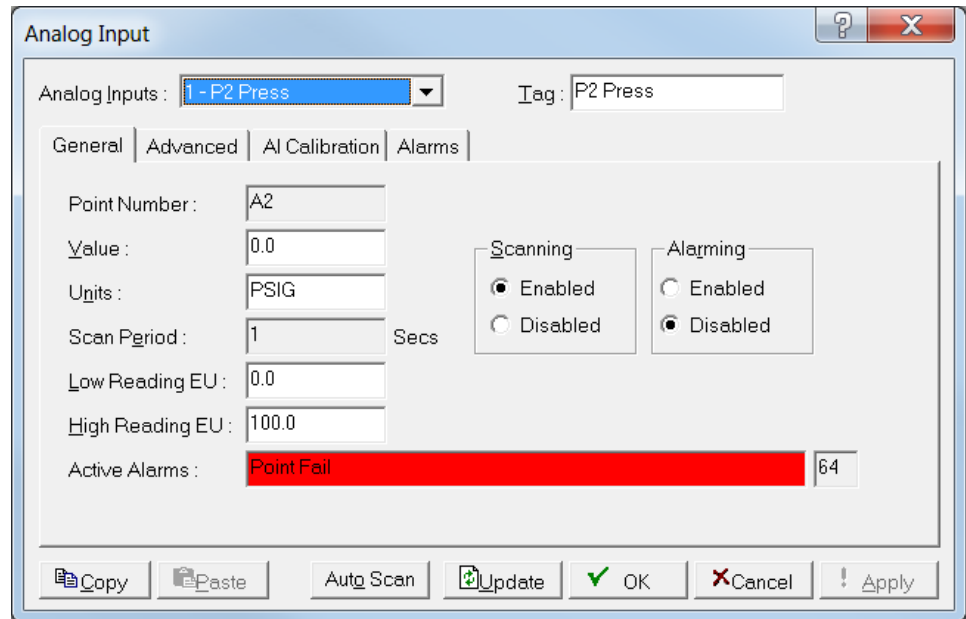 Analog Input
Analog Inputs : 1 - P2 Press Tag : P2 Press
General Advanced AI Calibration Alarms
Point Number : A2
Value : 0.0
Units : PSIG
Scan Period : 1 Secs
Low Reading EU : 0.0
High Reading EU : 100.0
Scanning
Enabled
Disabled
Alarming
Enabled
Disabled
Active Alarms : Point Fail 64
Copy Paste Auto Scan Update OK Cancel ! Apply